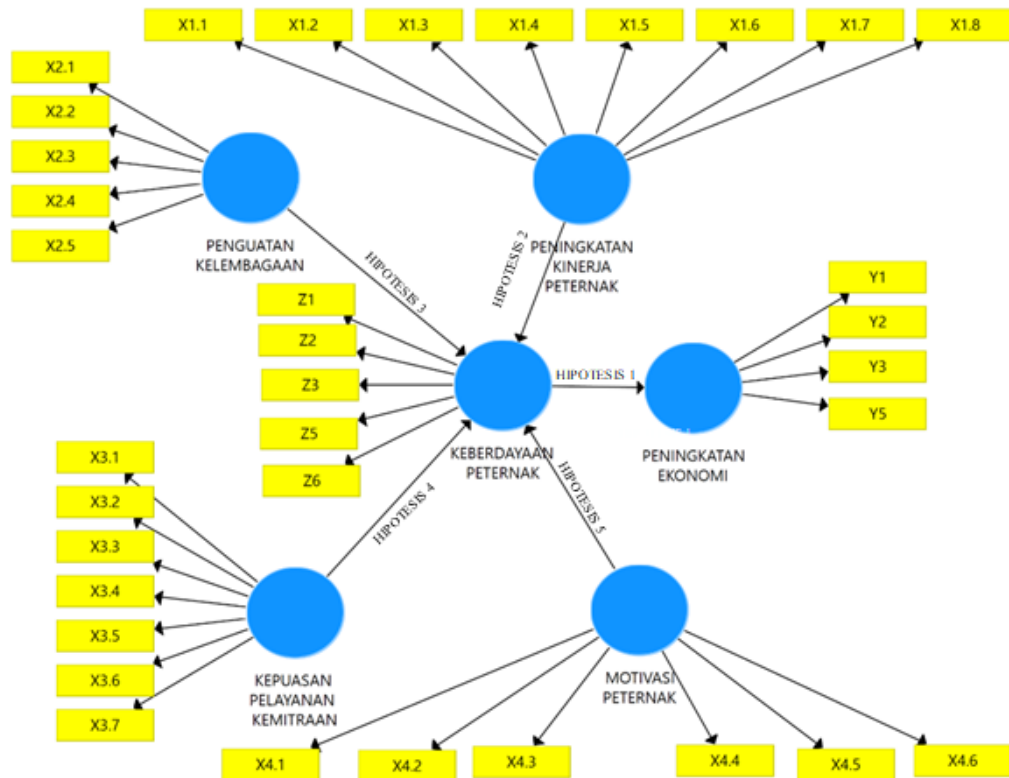 X1.1
X1.2
X1.3
X1.4
X1.5
X1.6
X1.7
X1.8
X2.1
X2.2
X2.3
X2.4
X2.5
PENGUATAN
KELEMBAGAAN
PENINGKATAN
KINERJA
PETERNAK
HIPOTESIS 3
HIPOTESIS 2
Z1
Z2
Z3
Z5
Z6
KEBERDAYAAN
PETERNAK
HIPOTESIS 1
PENINGKATAN
EKONOMI
Y1
Y2
Y3
Y5
X3.1
X3.2
X3.3
X3.4
X3.5
X3.6
X3.7
HIPOTESIS 4
HIPOTESIS 5
KEPUASAN
PELAYANAN
KEMITRAAN
MOTIVASI
PETERNAK
X4.1
X4.2
X4.3
X4.4
X4.5
X4.6